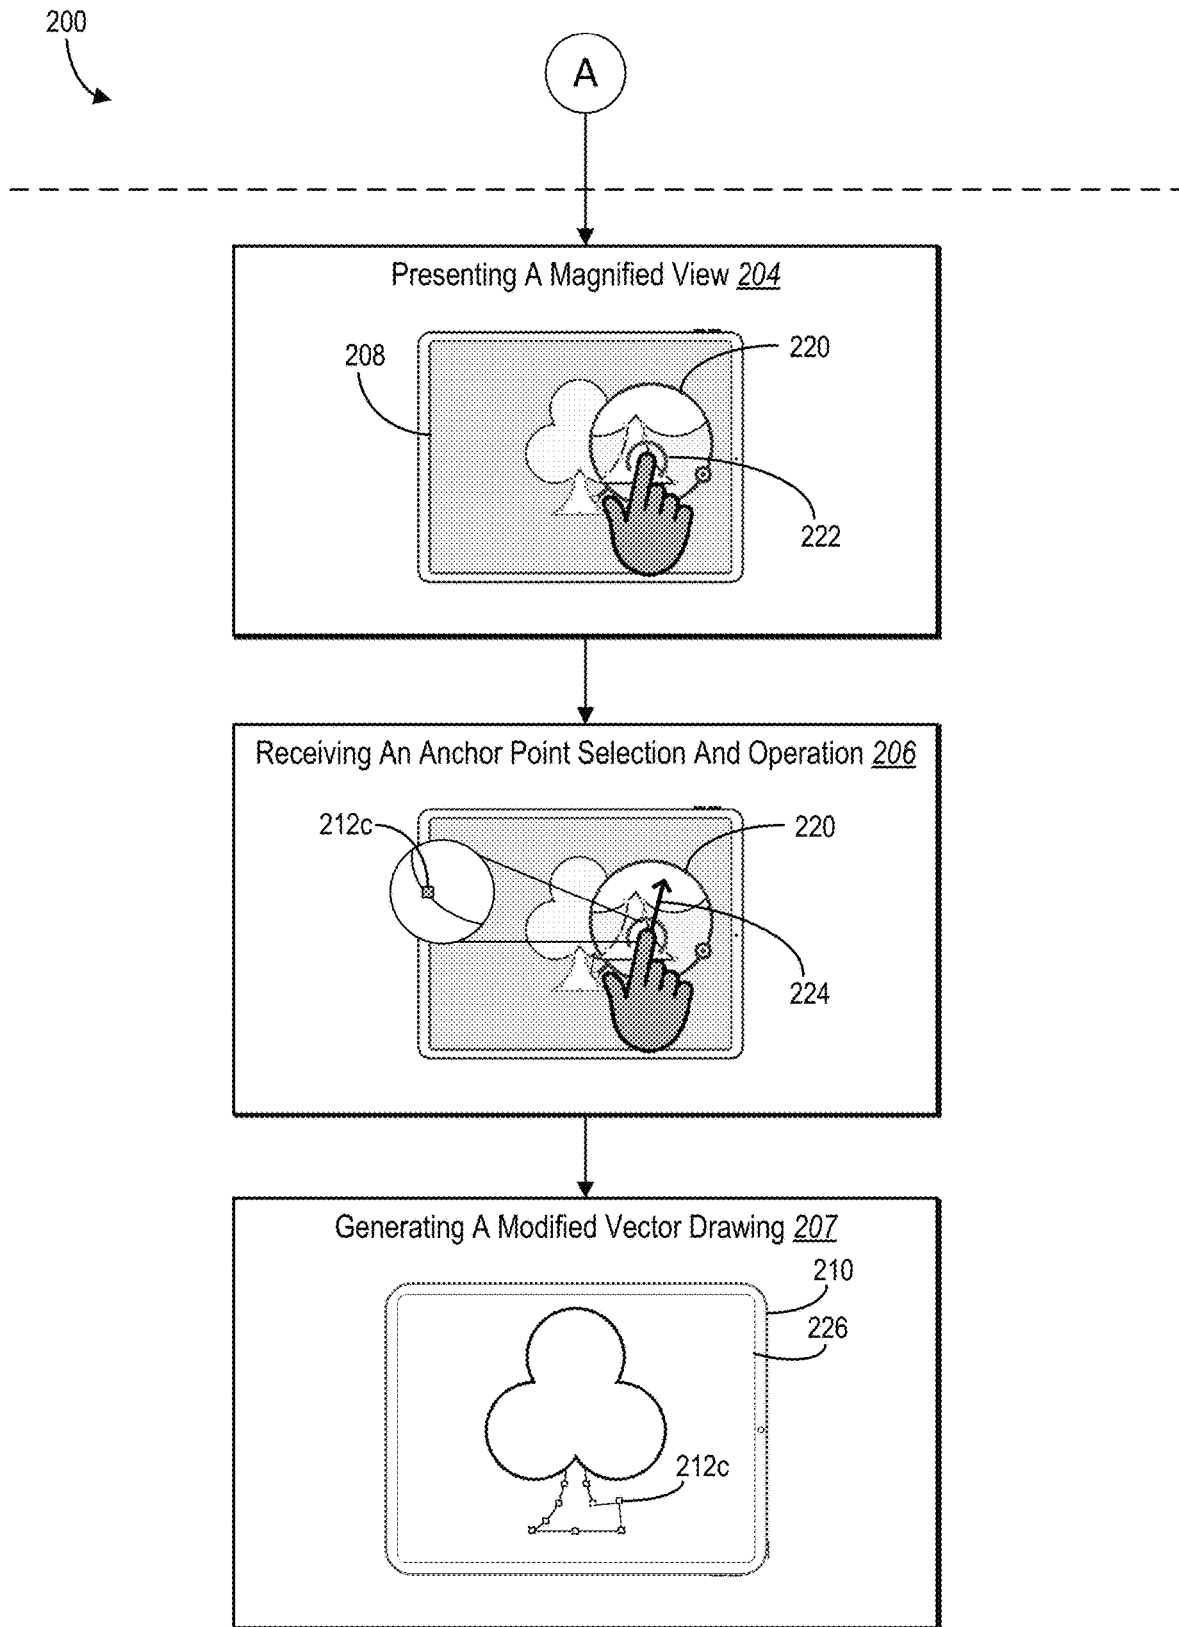 200
A
Presenting A Magnified View 204
208
220
222
Receiving An Anchor Point Selection And Operation 206
212c
220
224
Generating A Modified Vector Drawing 207
210
226
212c